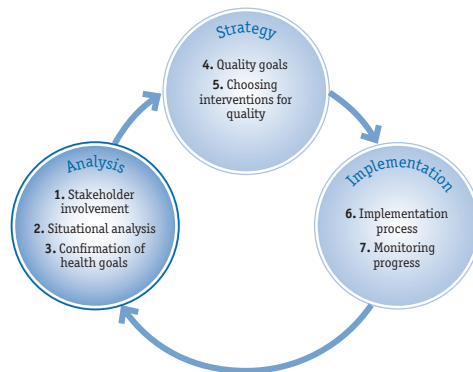 Strategy
4. Quality goals
5. Choosing
interventions for
quality
Analysis
1. Stakeholder
involvement
2. Situational analysis
3. Confirmation of
health goals
Implementation
6. Implementation
process
7. Monitoring
progress